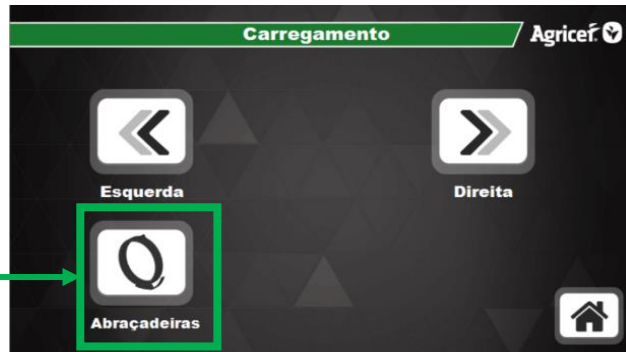 Carregamento
Agricef
Esquerda
Direita
Abraçadeiras